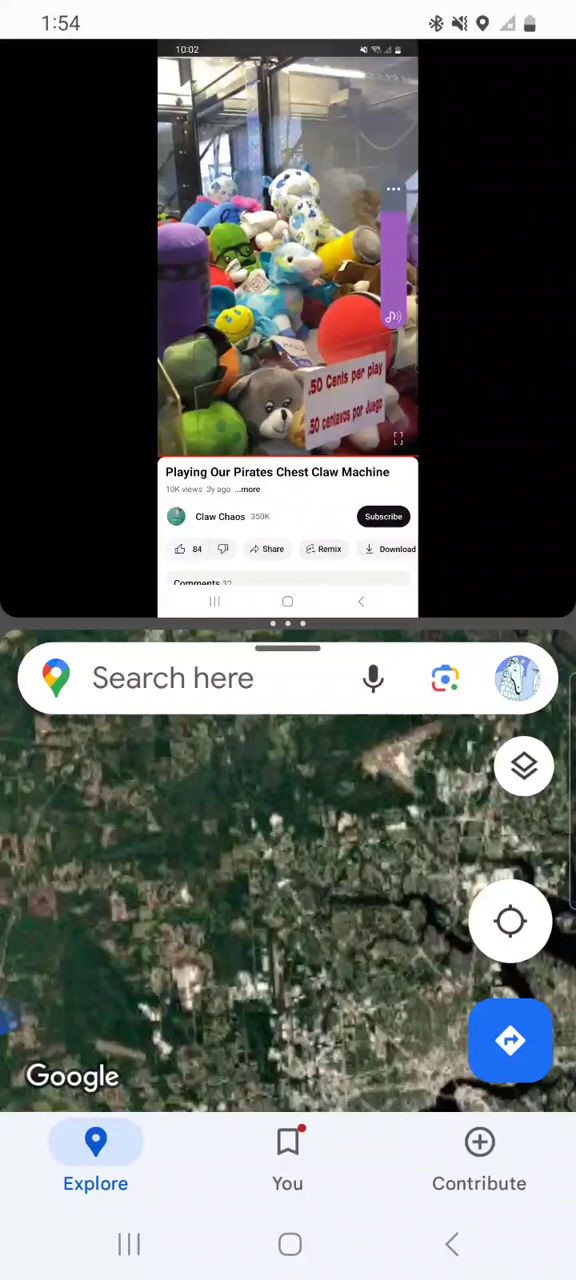 1:54
10:02
.50 Cents per play
.50 centavos por Juego
Playing Our Pirates Chest Claw Machine
10K views 3y ago ...more
Claw Chaos 350K
Subscribe
84 Share Remix Download
Comments 32
Search here
Google
Explore You Contribute